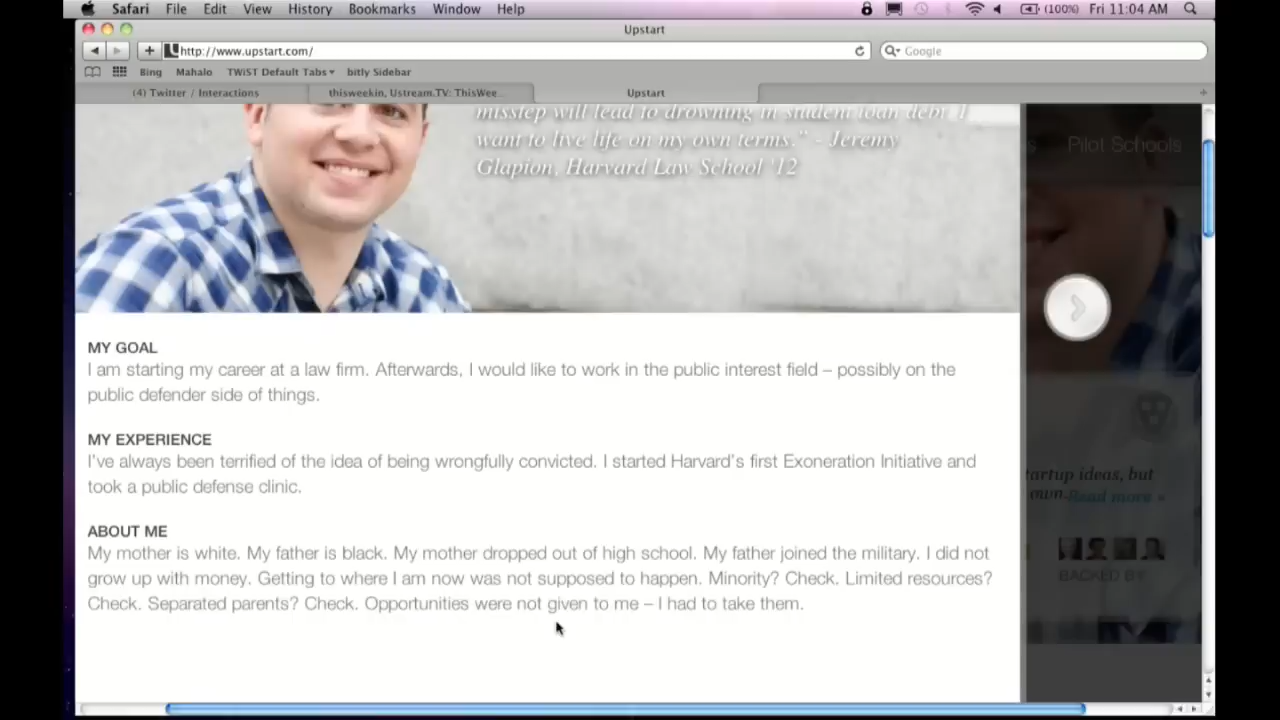 Safari File Edit View History Bookmarks Window Help (100%) Fri 11:04 AM
Upstart
http://www.upstart.com/ Google
Bing Mahalo TWiST Default Tabs bitly Sidebar
(4) Twitter / Interactions thisweekin, Ustream.TV: ThisWee... Upstart
misstep will lead to drowning in student loan debt. I
want to live life on my own terms." - Jeremy
Glapion, Harvard Law School '12
Pilot Schools
MY GOAL
I am starting my career at a law firm. Afterwards, I would like to work in the public interest field – possibly on the
public defender side of things.
MY EXPERIENCE
I've always been terrified of the idea of being wrongfully convicted. I started Harvard's first Exoneration Initiative and
took a public defense clinic.
ABOUT ME
My mother is white. My father is black. My mother dropped out of high school. My father joined the military. I did not
grow up with money. Getting to where I am now was not supposed to happen. Minority? Check. Limited resources?
Check. Separated parents? Check. Opportunities were not given to me – I had to take them.
tartup ideas, but
own. Read more »
BACKED BY